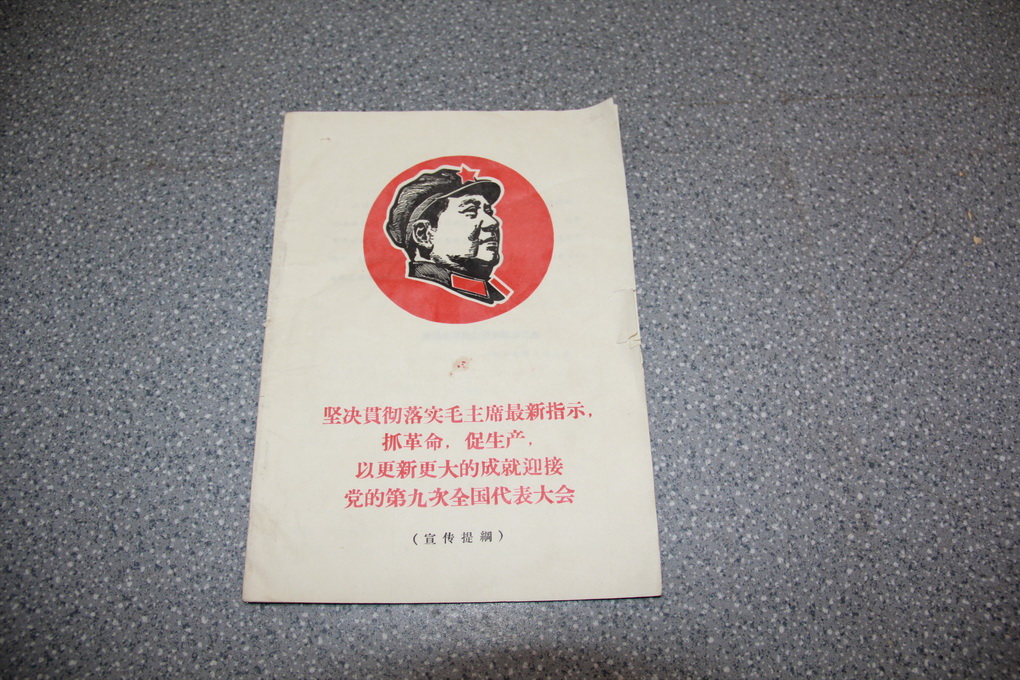 坚决貫彻落实毛主席最新指示，
抓革命，促生产，
以更新更大的成就迎接
党的第九次全国代表大会
（宣传提綱）